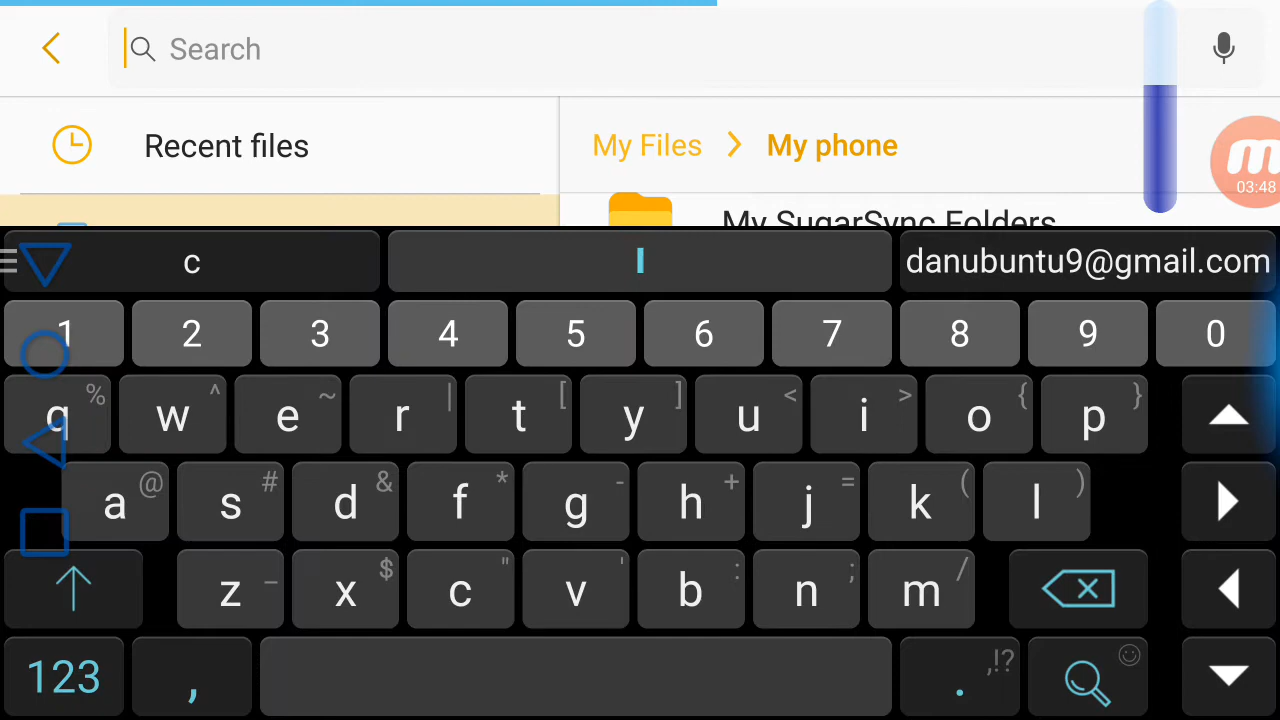 Search
Recent files
My Files > My phone
03:48
My SugarSync Folders
c I danubuntu9@gmail.com
1 2 3 4 5 6 7 8 9 0
q % w ^ e ~ r | t [ y ] u < i > o { p }
a @ s # d & f * g - h + j = k ( l )
z _ x $ c " v ' b : n ; m /
123 , . ,!?